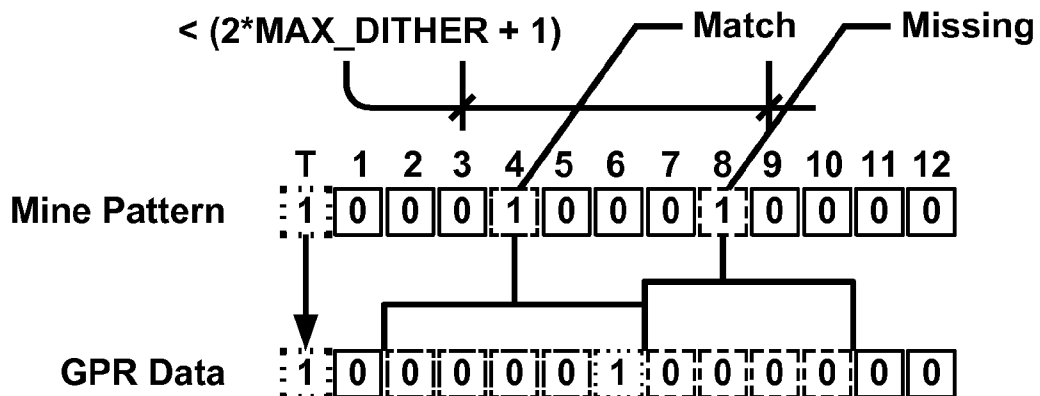 < (2*MAX_DITHER + 1) Match Missing
T 1 2 3 4 5 6 7 8 9 10 11 12
Mine Pattern 1 0 0 0 1 0 0 0 1 0 0 0 0
GPR Data 1 0 0 0 0 0 1 0 0 0 0 0 0